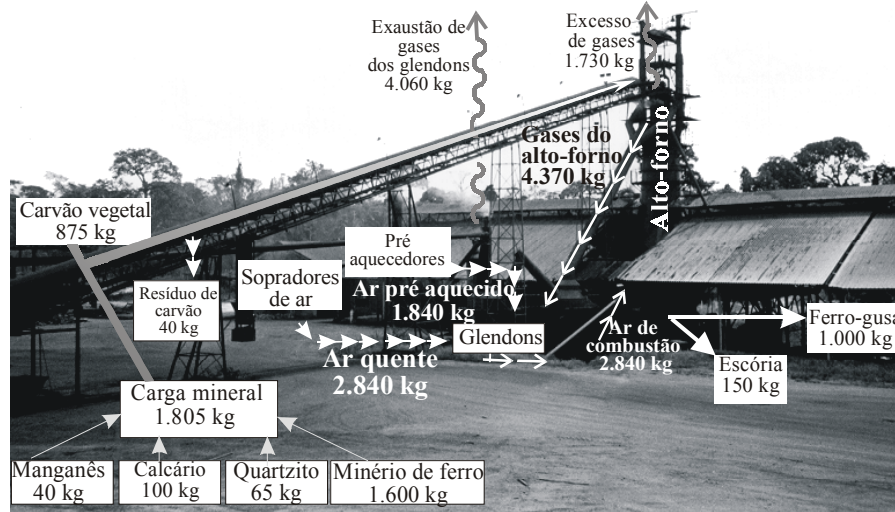 Exaustão de
gases
dos glendons
4.060 kg
Excesso
de gases
1.730 kg
Gases do
alto-forno
4.370 kg
Alto-forno
Carvão vegetal
875 kg
Pré
aquecedores
Sopradores
de ar
Resíduo de
carvão
40 kg
Ar pré aquecido
1.840 kg
Glendons
Ar quente
2.840 kg
Ar de
combustão
2.840 kg
Ferro-gusa
1.000 kg
Escória
150 kg
Carga mineral
1.805 kg
Manganês
40 kg
Calcário
100 kg
Quartzito
65 kg
Minério de ferro
1.600 kg